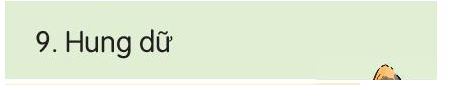 9. Hung dữ